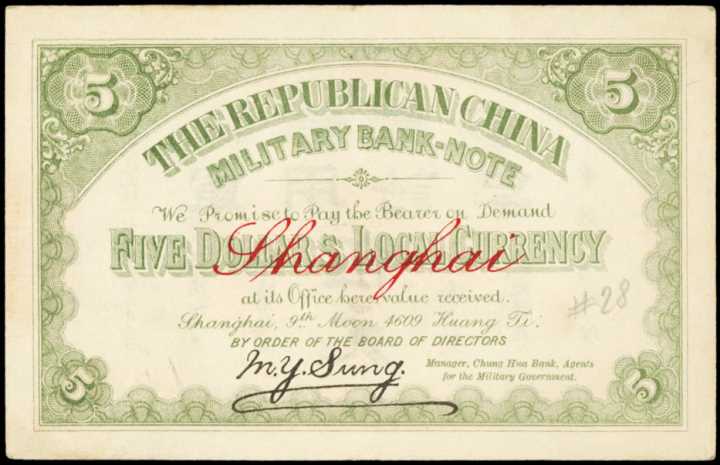 5 5
THE REPUBLICAN CHINA
MILITARY BANK-NOTE
We Promise to Pay the Bearer on Demand
FIVE DOLLARS LOCAL CURRENCY
Shanghai
at its Office here, value received.
#28
Shanghai, 9th Moon 4609 Huang Ti.
BY ORDER OF THE BOARD OF DIRECTORS
M.Y. Sung.
Manager, Chung Hua Bank, Agents
for the Military Government.
5 5